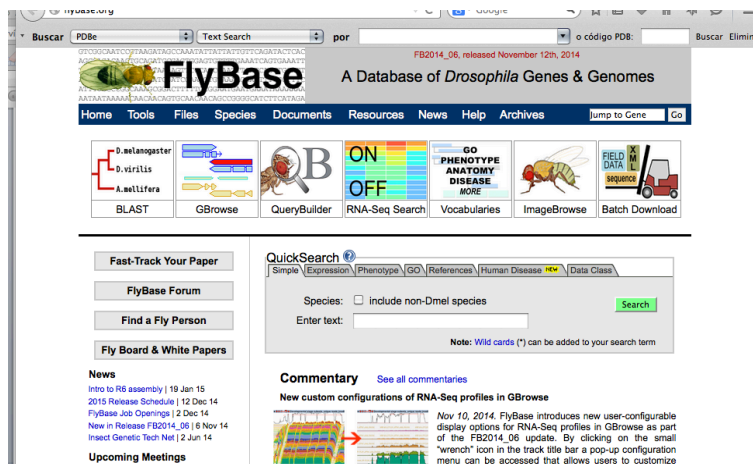 flybase.org
Google
Buscar PDBe Text Search por o código PDB: Buscar Elimin
FB2014_06, released November 12th, 2014
FlyBase A Database of Drosophila Genes & Genomes
Home Tools Files Species Documents Resources News Help Archives Jump to Gene Go
D.melanogaster
D.virilis
A.mellifera
ON
OFF
GO
PHENOTYPE
ANATOMY
DISEASE
MORE
FIELD DATA XML
sequence
BLAST GBrowse QueryBuilder RNA-Seq Search Vocabularies ImageBrowse Batch Download
Fast-Track Your Paper
FlyBase Forum
Find a Fly Person
Fly Board & White Papers
News
Intro to R6 assembly | 19 Jan 15
2015 Release Schedule | 12 Dec 14
FlyBase Job Openings | 2 Dec 14
New in Release FB2014_06 | 6 Nov 14
Insect Genetic Tech Net | 2 Jun 14
Upcoming Meetings
QuickSearch ?
Simple Expression Phenotype GO References Human Disease NEW Data Class
Species: include non-Dmel species
Search
Enter text:
Note: Wild cards (*) can be added to your search term
Commentary See all commentaries
New custom configurations of RNA-Seq profiles in GBrowse
Nov 10, 2014. FlyBase introduces new user-configurable
display options for RNA-Seq profiles in GBrowse as part
of the FB2014_06 update. By clicking on the small
"wrench" icon in the track title bar a pop-up configuration
menu can be accessed that allows users to customize